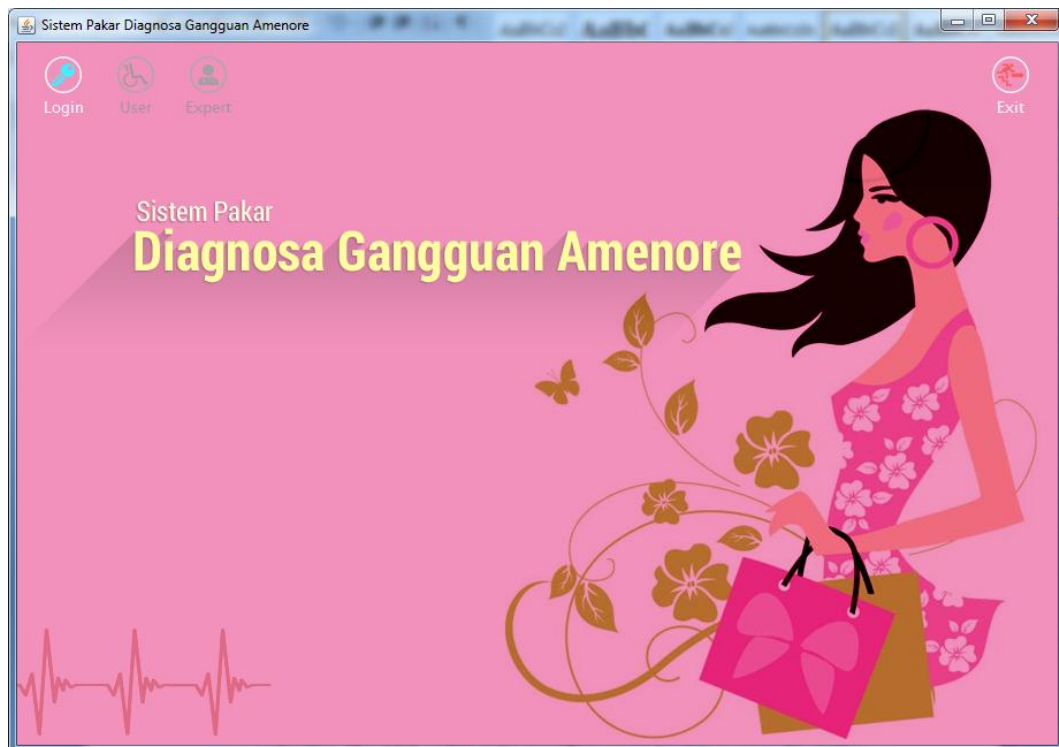 Sistem Pakar Diagnosa Gangguan Amenore
Login User Expert Exit
Sistem Pakar
Diagnosa Gangguan Amenore